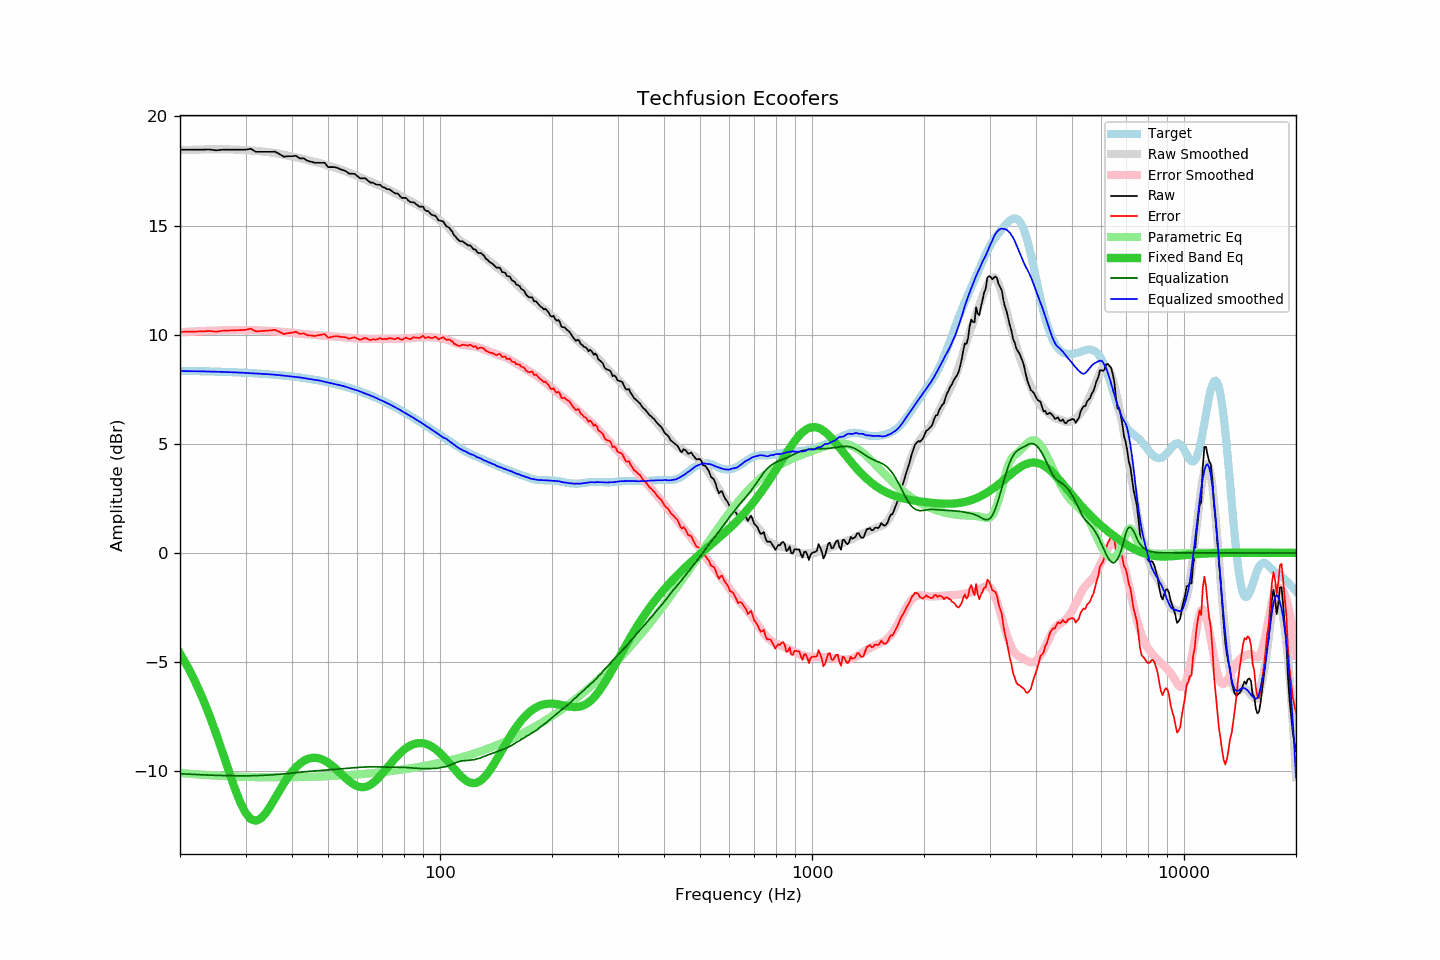 Techfusion Ecoofers
20
15
10
5
0
−5
−10
Amplitude (dBr)
100
1000
10000
Frequency (Hz)
Target
Raw Smoothed
Error Smoothed
Raw
Error
Parametric Eq
Fixed Band Eq
Equalization
Equalized smoothed